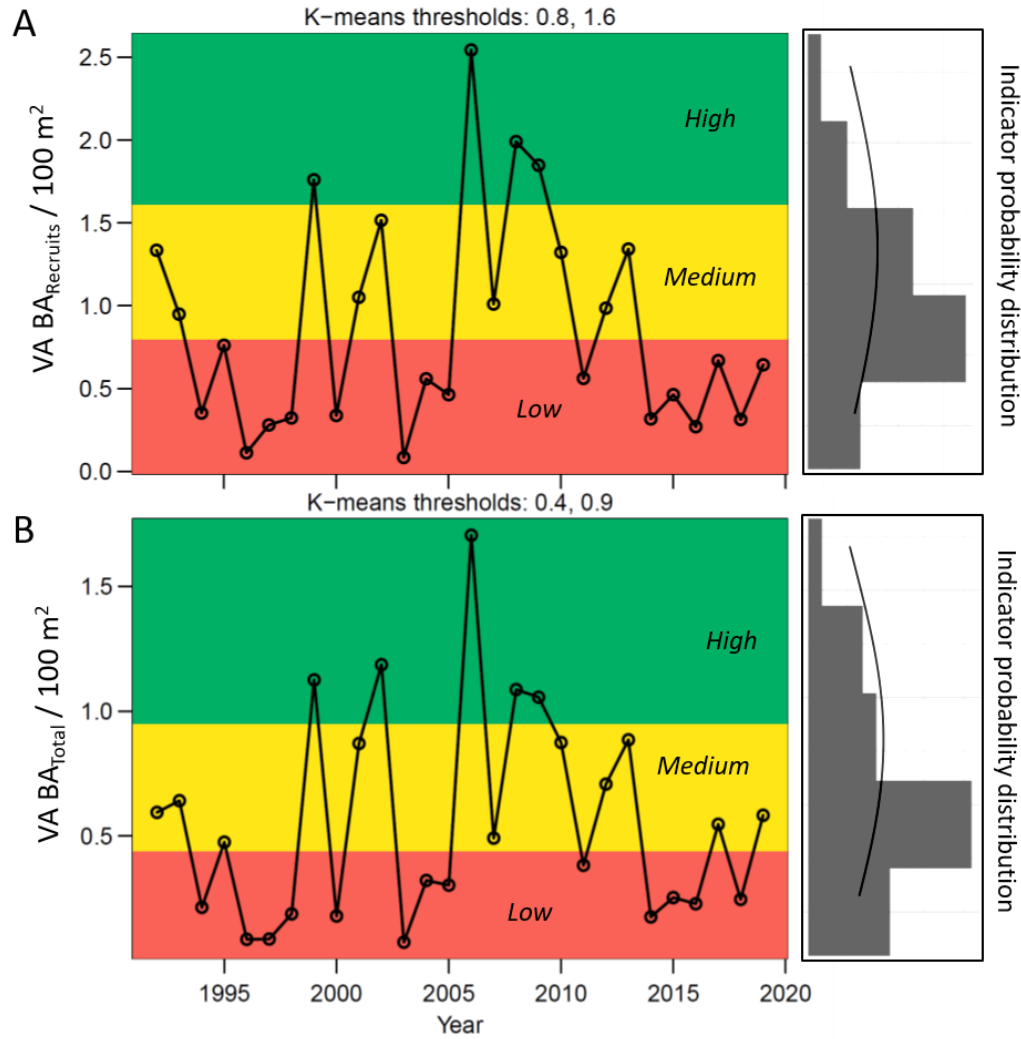 A
K−means thresholds: 0.8, 1.6
VA BARecruits / 100 m2
2.5
2.0
1.5
1.0
0.5
0.0
High
Medium
Low
Indicator probability distribution
B
K−means thresholds: 0.4, 0.9
VA BATotal / 100 m2
1.5
1.0
0.5
High
Medium
Low
Indicator probability distribution
1995 2000 2005 2010 2015 2020
Year